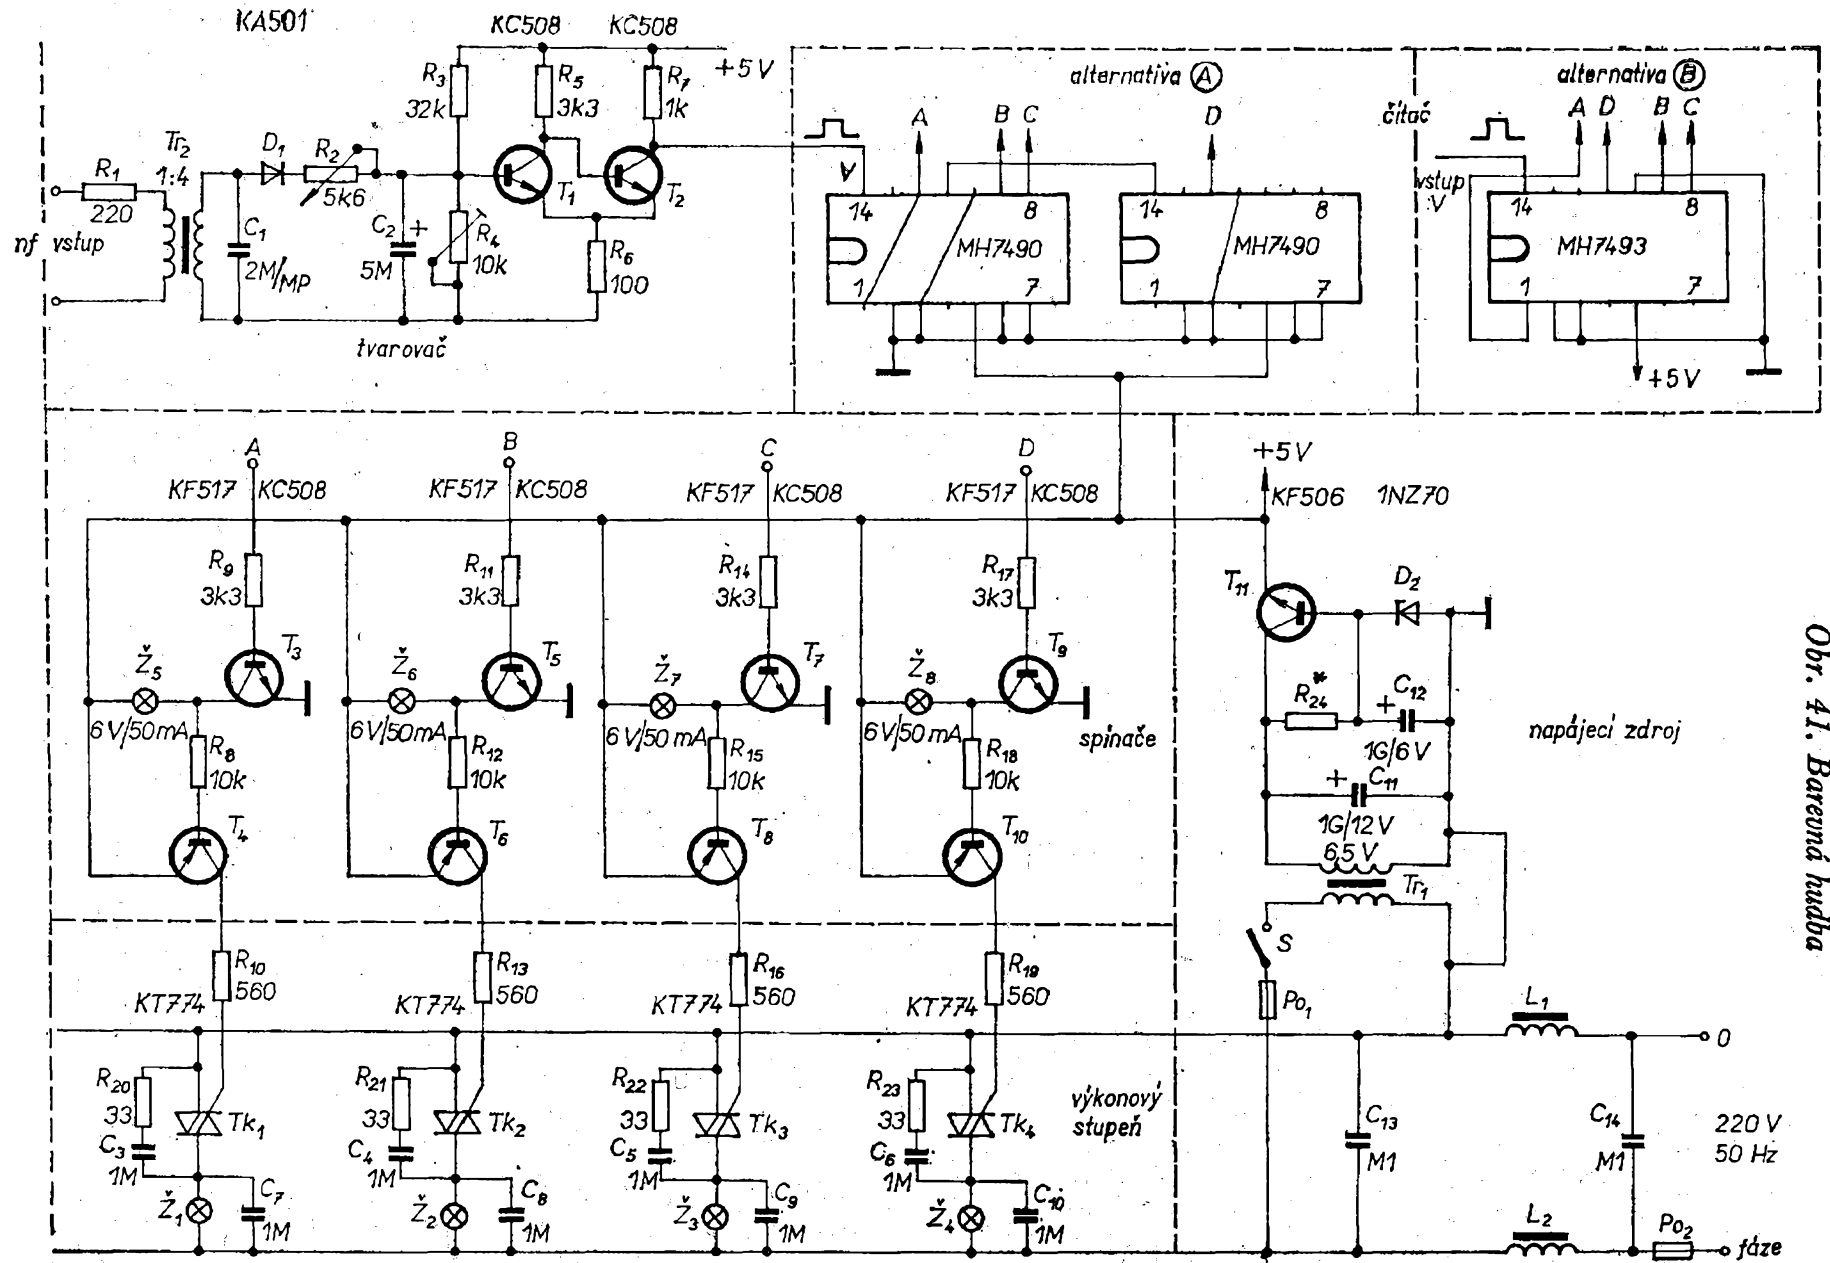 KA501
KC508 KC508
R3
32k
R5
3k3
R7
1k
+5V
Tr2
1:4
D1
R2
5k6
R1
220
nf vstup
C1
2M/MP
C2 +
5M
R4
10k
T1
T2
R6
100
tvarovač
alternativa A
A B C D
V
14 8
MH7490
1 7
14 8
MH7490
1 7
čítač
alternativa B
A D B C
vstup
V
14 8
MH7493
1 7
+5V
A
KF517 KC508
B
KF517 KC508
C
KF517 KC508
D
KF517 KC508
R9
3k3
R11
3k3
R14
3k3
R17
3k3
Ž5
T3
Ž6
T5
Ž7
T7
Ž8
T9
6V/50mA
6V/50mA
6V/50mA
6V/50mA
spínače
R8
10k
R12
10k
R15
10k
R18
10k
T4
T6
T8
T10
+5V
KF506 1NZ70
T11
D2
R24*
+ C12
1G/6V
+ C11
1G/12V
6,5V
Tr1
S
Po1
napájecí zdroj
R10
560
R13
560
R16
560
R19
560
KT774
KT774
KT774
KT774
R20
33
R21
33
R22
33
R23
33
Tk1
Tk2
Tk3
Tk4
C3
1M
C4
1M
C5
1M
C6
1M
Ž1
C7
1M
Ž2
C8
1M
Ž3
C9
1M
Ž4
C10
1M
výkonový
stupeň
L1
0
C13
M1
C14
M1
220 V
50 Hz
L2
Po2
fáze
Obr. 41. Barevná hudba